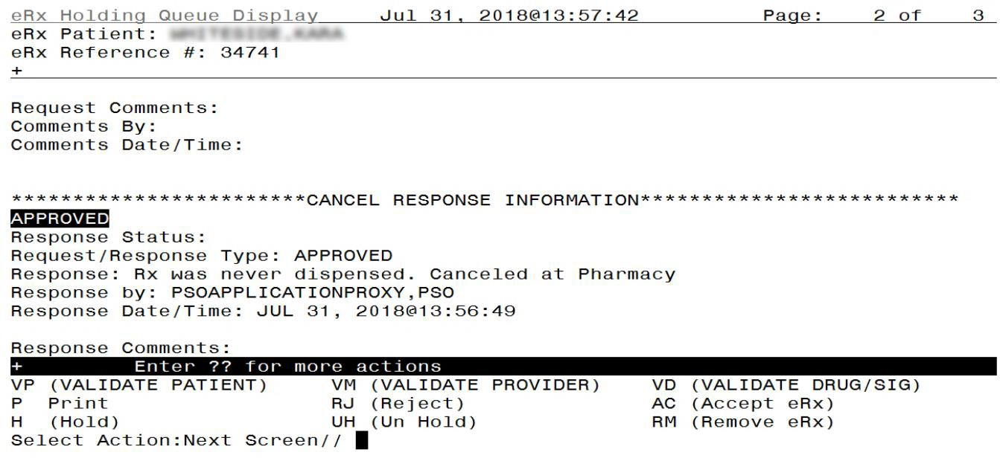 eRx Holding Queue Display Jul 31, 2018@13:57:42 Page: 2 of 3
eRx Patient:
eRx Reference #: 34741
+
Request Comments:
Comments By:
Comments Date/Time:
************************CANCEL RESPONSE INFORMATION**************************
APPROVED
Response Status:
Request/Response Type: APPROVED
Response: Rx was never dispensed. Canceled at Pharmacy
Response by: PSOAPPLICATIONPROXY,PSO
Response Date/Time: JUL 31, 2018@13:56:49
Response Comments:
+ Enter ?? for more actions
VP (VALIDATE PATIENT) VM (VALIDATE PROVIDER) VD (VALIDATE DRUG/SIG)
P Print RJ (Reject) AC (Accept eRx)
H (Hold) UH (Un Hold) RM (Remove eRx)
Select Action:Next Screen//